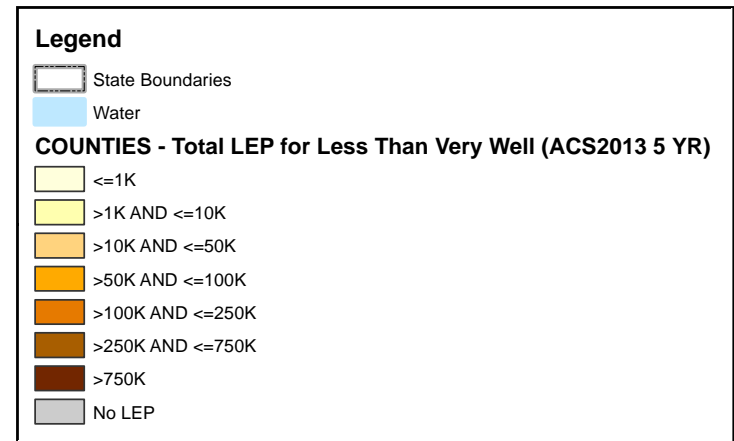 Legend
State Boundaries
Water
COUNTIES - Total LEP for Less Than Very Well (ACS2013 5 YR)
<=1K
>1K AND <=10K
>10K AND <=50K
>50K AND <=100K
>100K AND <=250K
>250K AND <=750K
>750K
No LEP